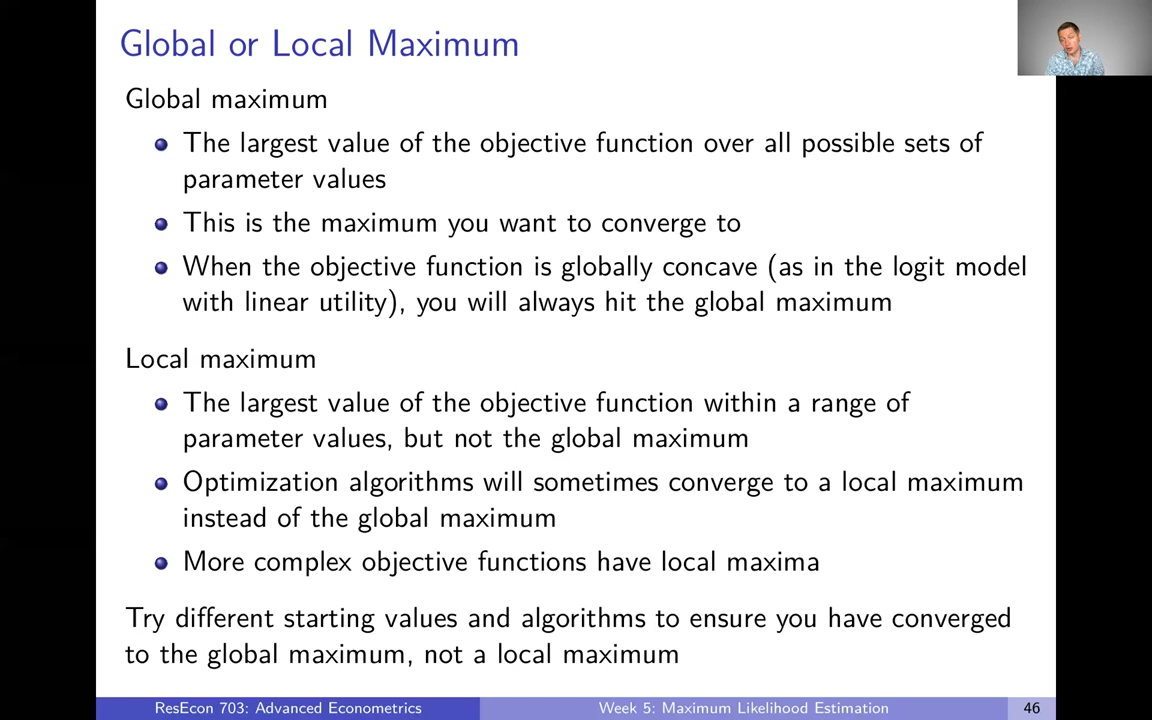 Global or Local Maximum
Global maximum
The largest value of the objective function over all possible sets of
parameter values
This is the maximum you want to converge to
When the objective function is globally concave (as in the logit model
with linear utility), you will always hit the global maximum
Local maximum
The largest value of the objective function within a range of
parameter values, but not the global maximum
Optimization algorithms will sometimes converge to a local maximum
instead of the global maximum
More complex objective functions have local maxima
Try different starting values and algorithms to ensure you have converged
to the global maximum, not a local maximum
ResEcon 703: Advanced Econometrics
Week 5: Maximum Likelihood Estimation
46